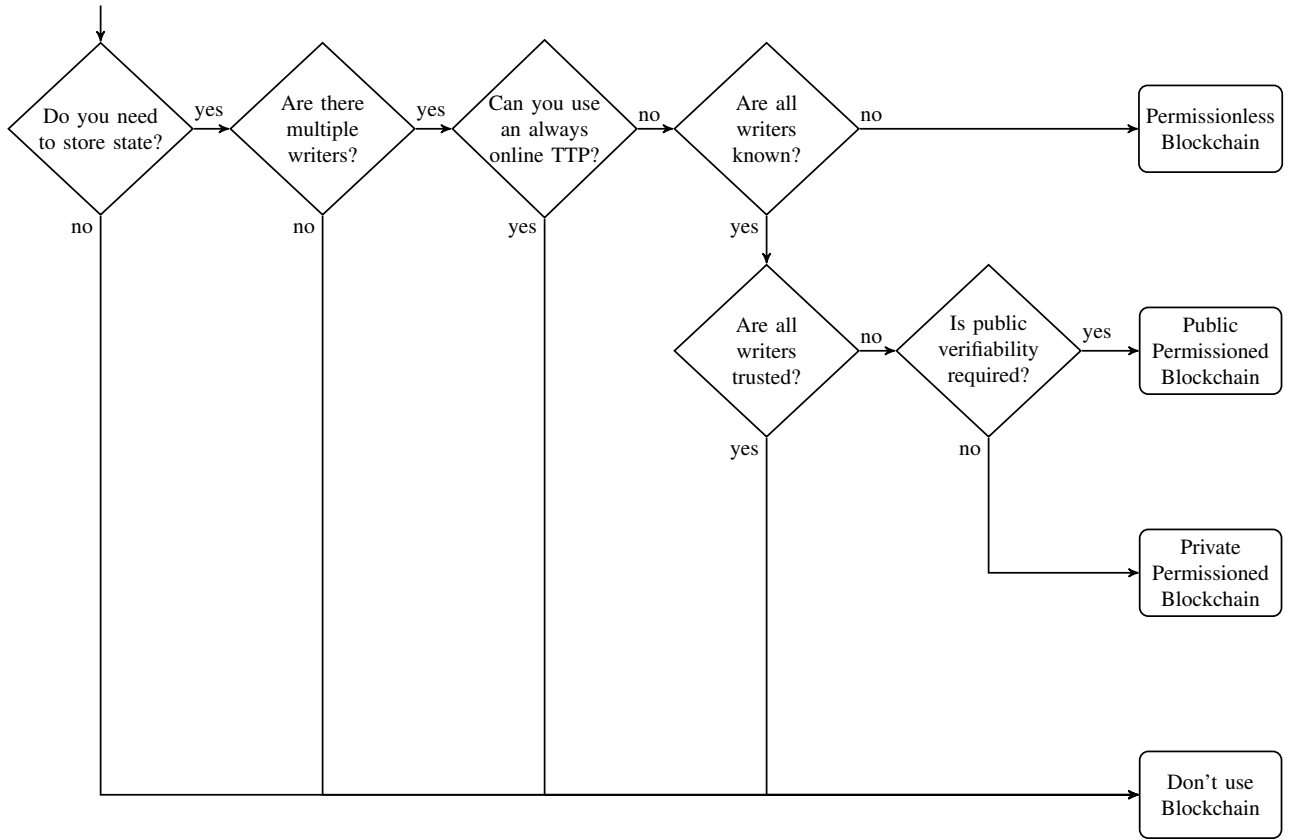 Do you need
to store state?
yes
no
Are there
multiple
writers?
yes
no
Can you use
an always
online TTP?
no
yes
Are all
writers
known?
no
yes
Permissionless
Blockchain
Are all
writers
trusted?
no
yes
Is public
verifiability
required?
yes
no
Public
Permissioned
Blockchain
Private
Permissioned
Blockchain
Don't use
Blockchain